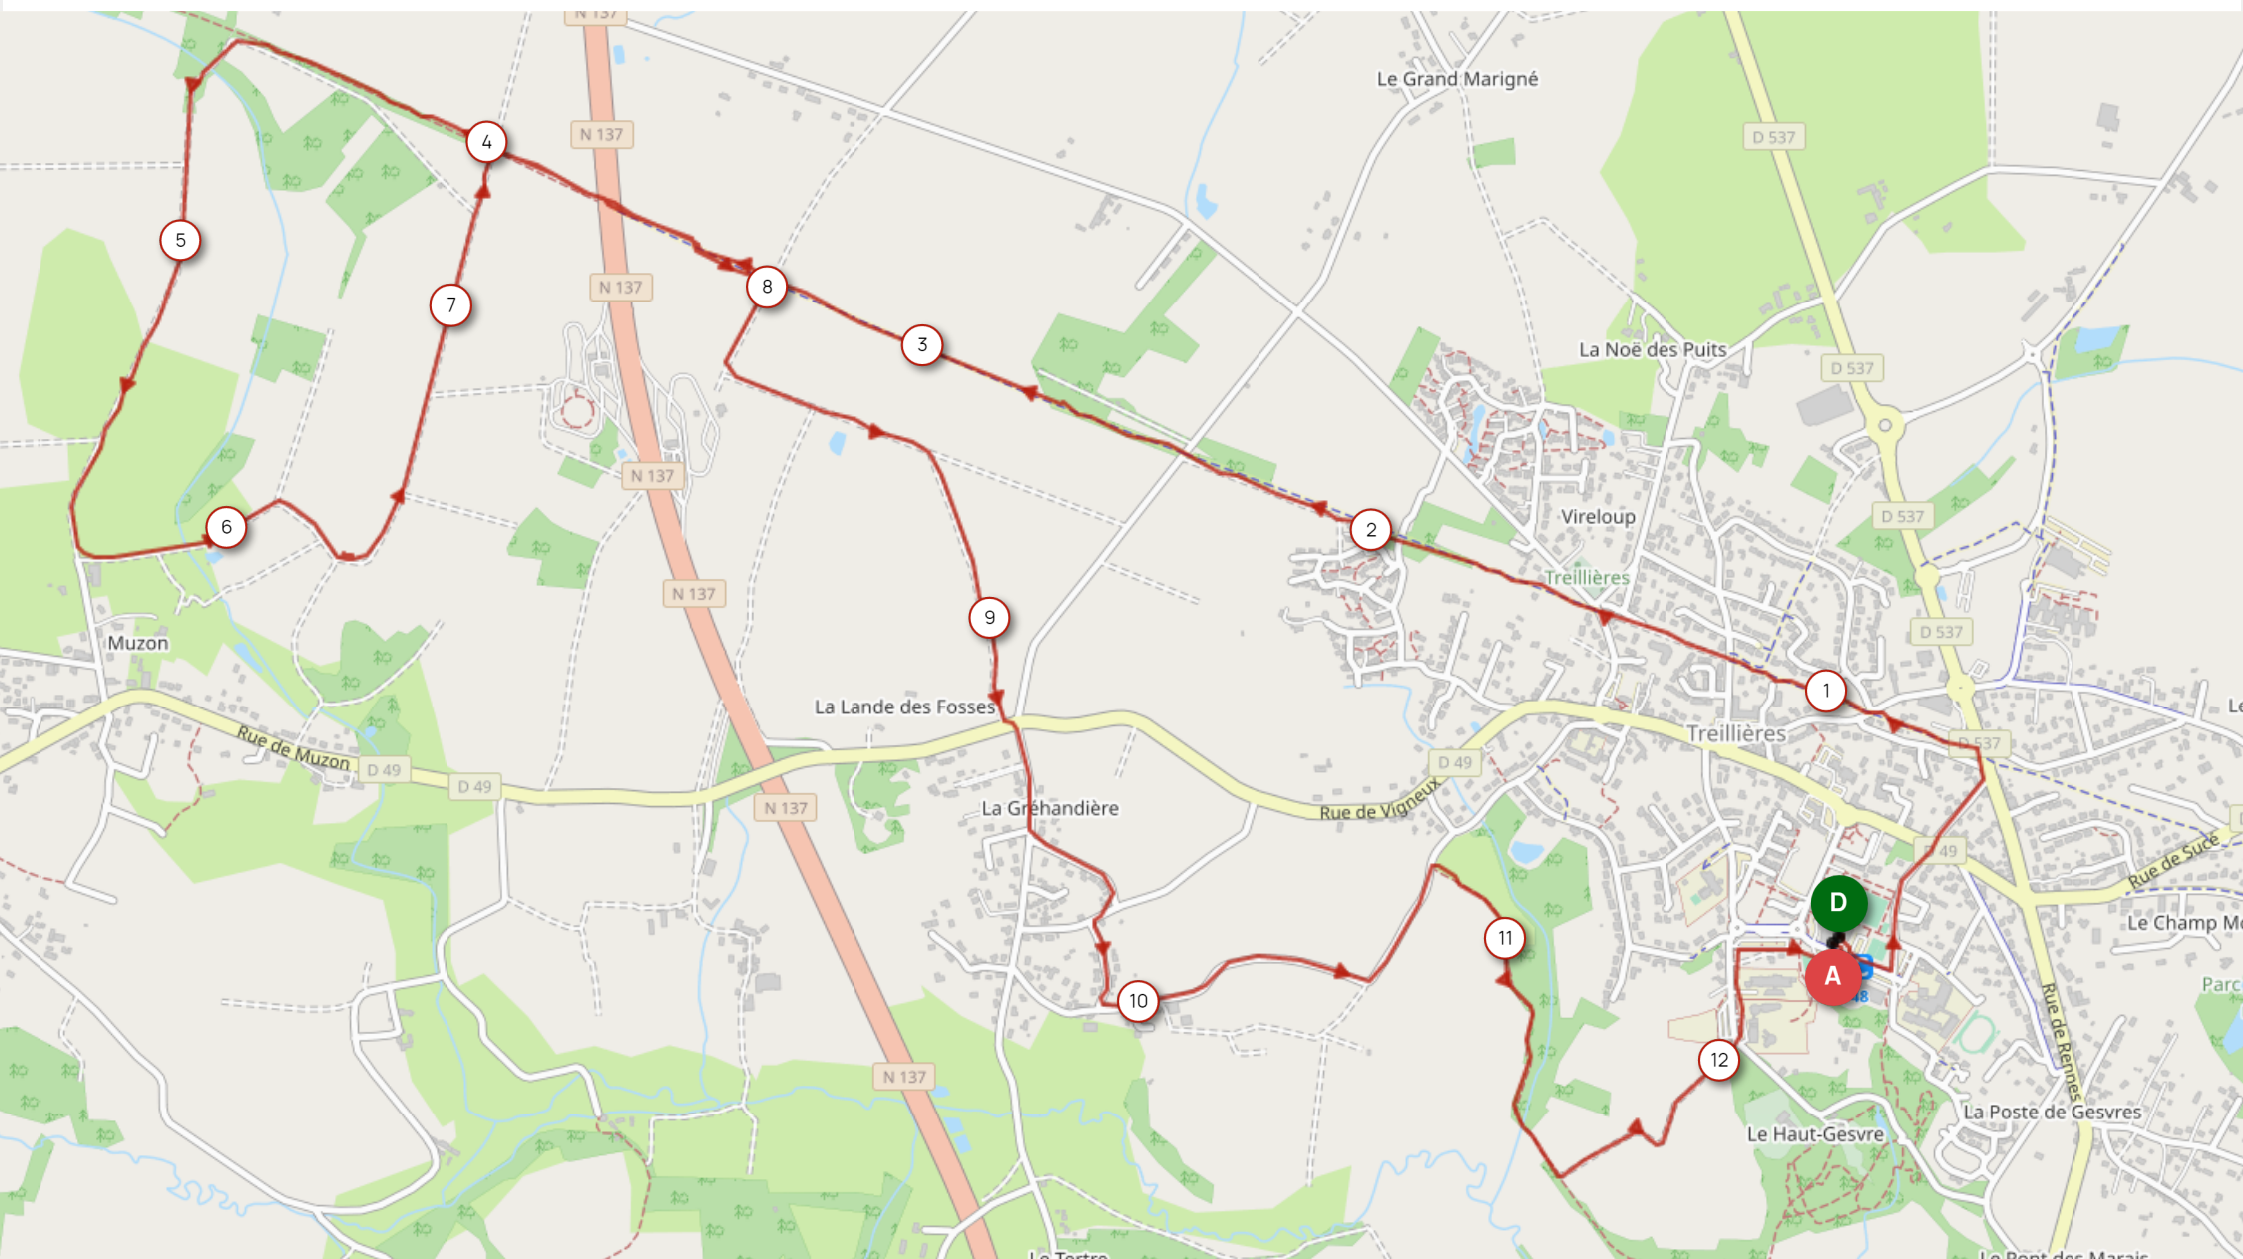 N 137
Le Grand Marigné
4
N 137
D 537
5
8
N 137
7
3
La Noë des Puits
D 537
N 137
6
2
Vireloup
D 537
Treillières
N 137
9
D 537
Muzon
1
La Lande des Fosses
Treillières
D 537
Rue de Muzon
D 49
D 49
D 49
N 137
La Gréhandière
Rue de Vigneux
D 49
Rue de Suce
D
11
Le Champ Mo
A
10
48
Parc
Rue de Rennes
12
N 137
La Poste de Gesvres
Le Haut-Gesvre
Le Tertre
Le Pont des Marais